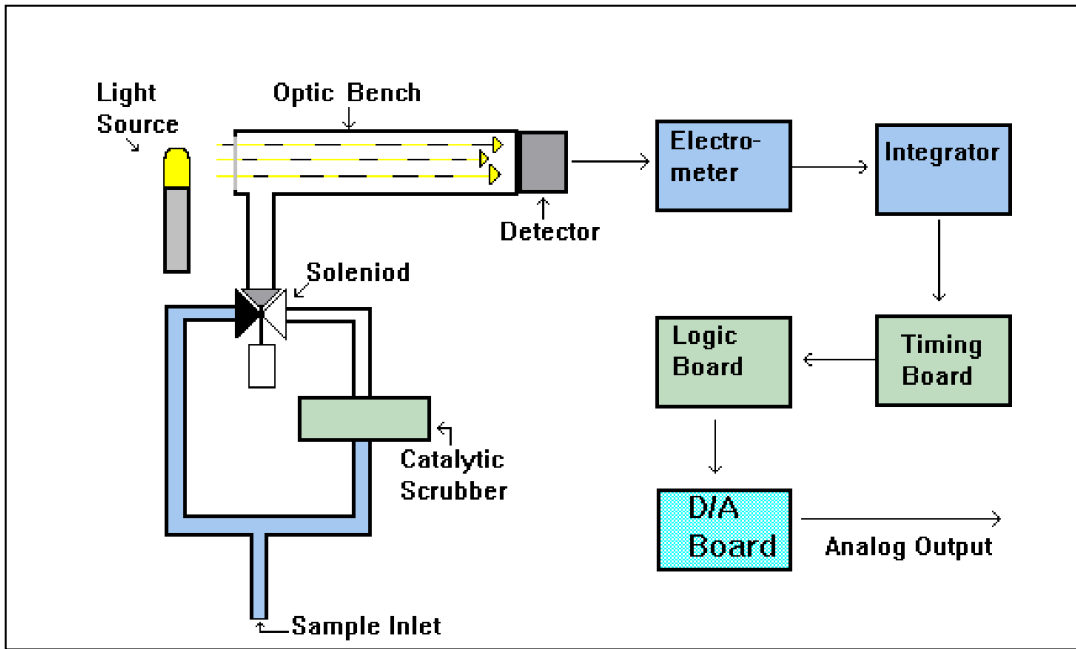 Light
Source
Optic Bench
Detector
Electro-
meter
Integrator
Soleniod
Logic
Board
Timing
Board
Catalytic
Scrubber
D/A
Board
Analog Output
Sample Inlet